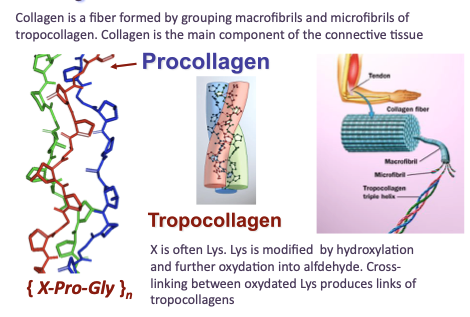 Collagen is a fiber formed by grouping macrofibrils and microfibrils of
tropocollagen. Collagen is the main component of the connective tissue
Procollagen
Tendon
Collagen fiber
Macrofibril
Microfibril
Tropocollagen
triple helix
Tropocollagen
{ X-Pro-Gly }n
X is often Lys. Lys is modified by hydroxylation
and further oxydation into alfdehyde. Cross-
linking between oxydated Lys produces links of
tropocollagens